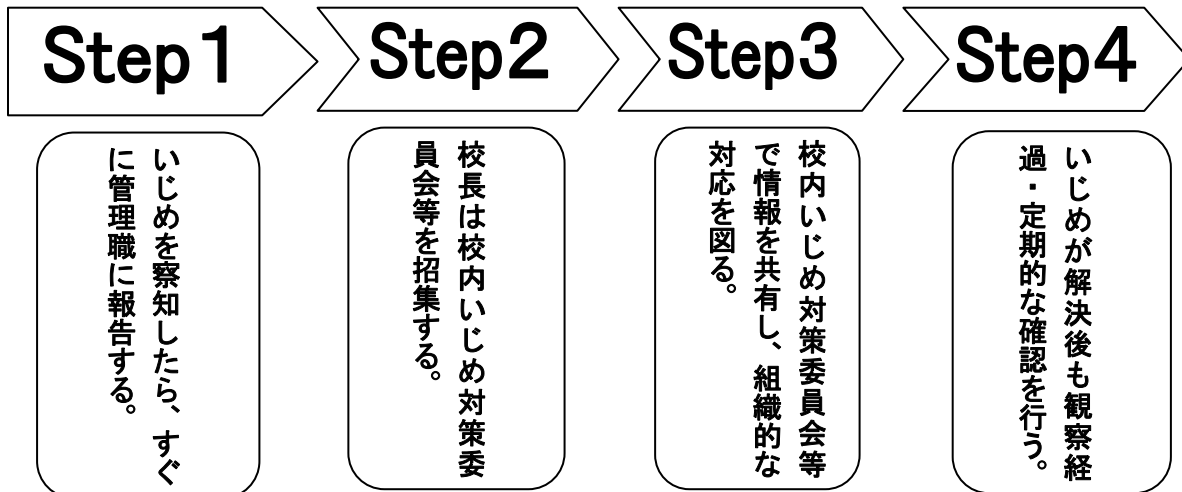 Step1
いじめを察知したら、すぐ
に管理職に報告する。
Step2
校長は校内いじめ対策委
員会等を招集する。
Step3
校内いじめ対策委員会等
で情報を共有し、組織的な
対応を図る。
Step4
いじめが解決後も観察経
過・定期的な確認を行う。